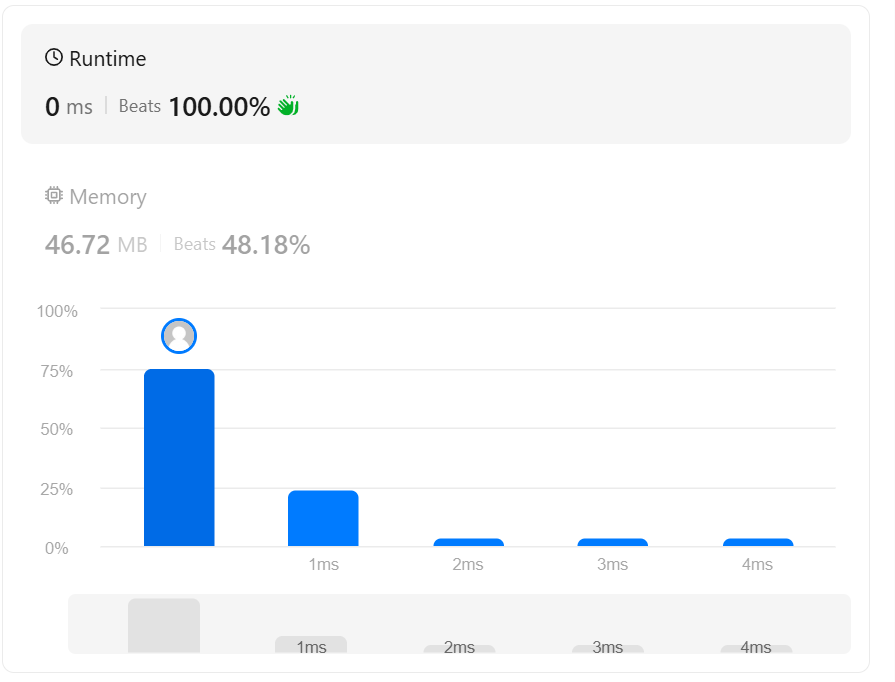 Runtime
0 ms Beats 100.00%
Memory
46.72 MB Beats 48.18%
100%
75%
50%
25%
0%
1ms 2ms 3ms 4ms
1ms 2ms 3ms 4ms